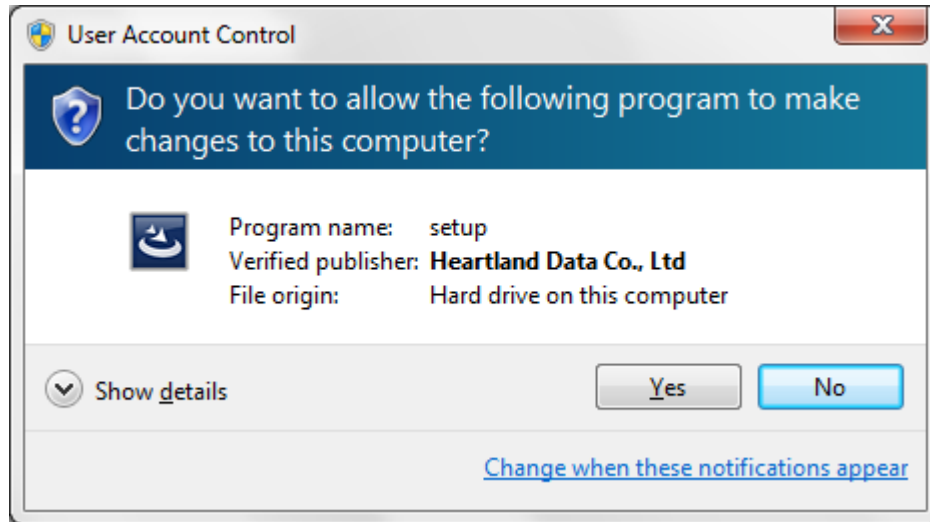 User Account Control
Do you want to allow the following program to make
changes to this computer?
Program name: setup
Verified publisher: Heartland Data Co., Ltd
File origin: Hard drive on this computer
Show details
Yes
No
Change when these notifications appear